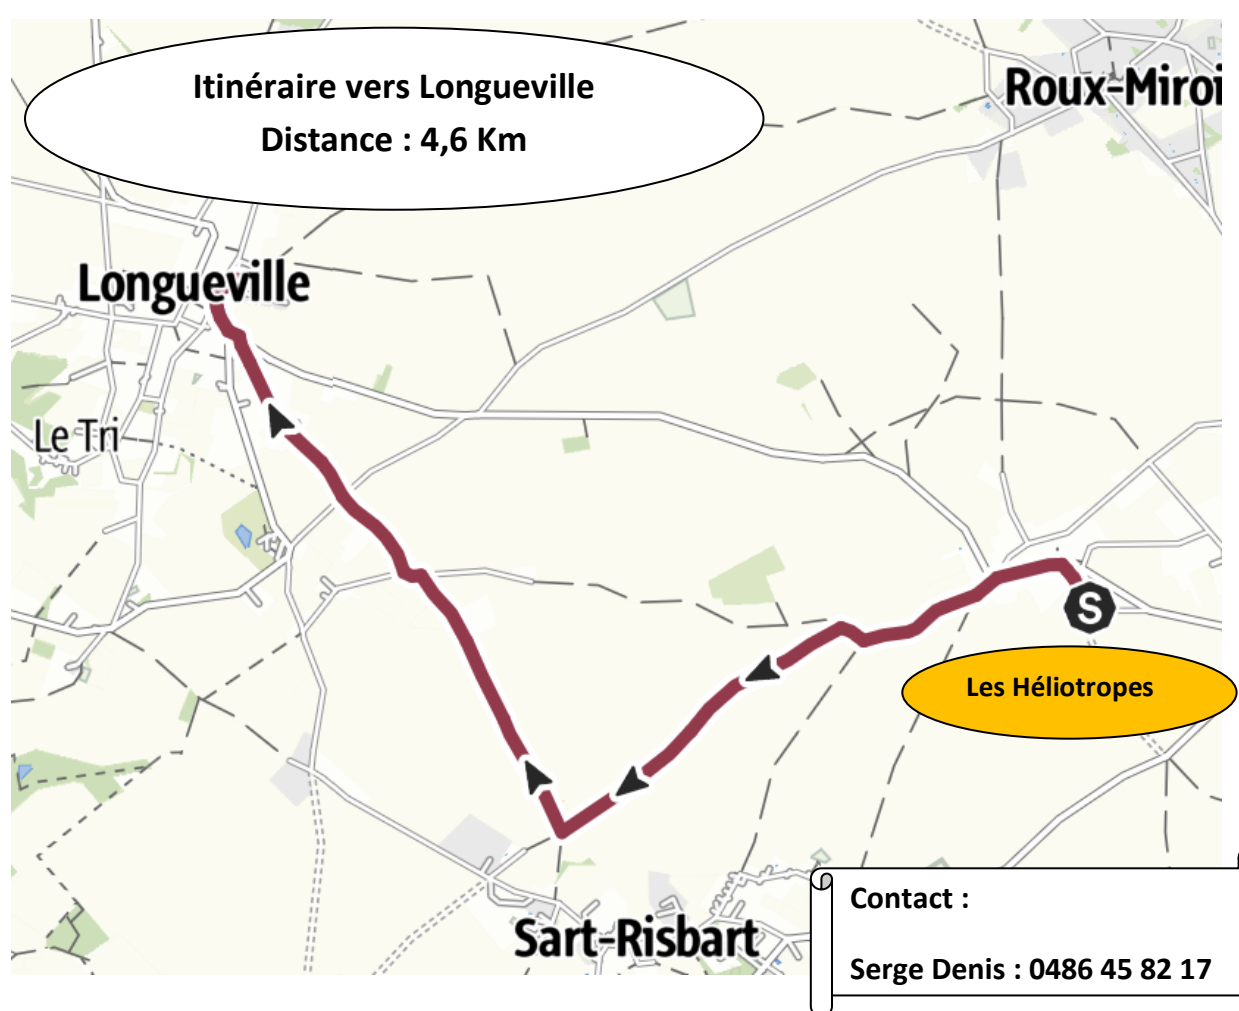 Itinéraire vers Longueville
Distance : 4,6 Km
Roux-Miroi
Longueville
Le Tri
S
Les Héliotropes
Sart-Risbart
Contact :
Serge Denis : 0486 45 82 17